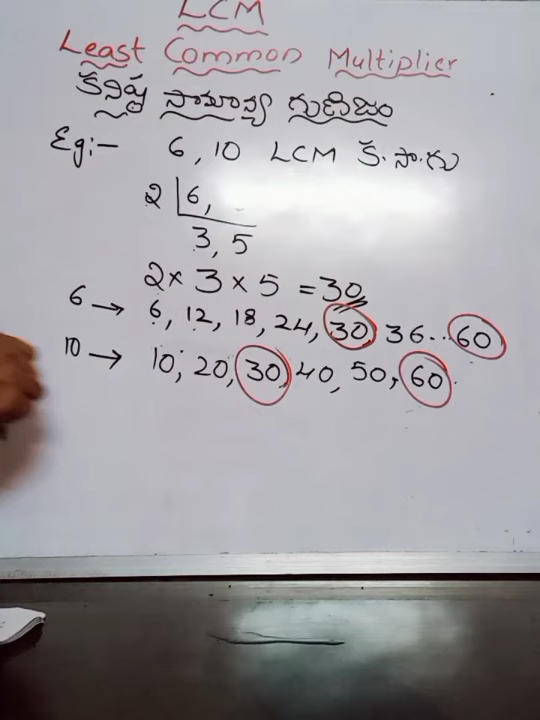 LCM
Least Common Multiplier
కనిష్ఠ సామాన్య గుణిజం
Eg:- 6, 10 LCM క.సా.గు
2 | 6,
3, 5
2 × 3 × 5 = 30
6 → 6, 12, 18, 24, 30, 36... 60
10 → 10, 20, 30, 40, 50, 60.